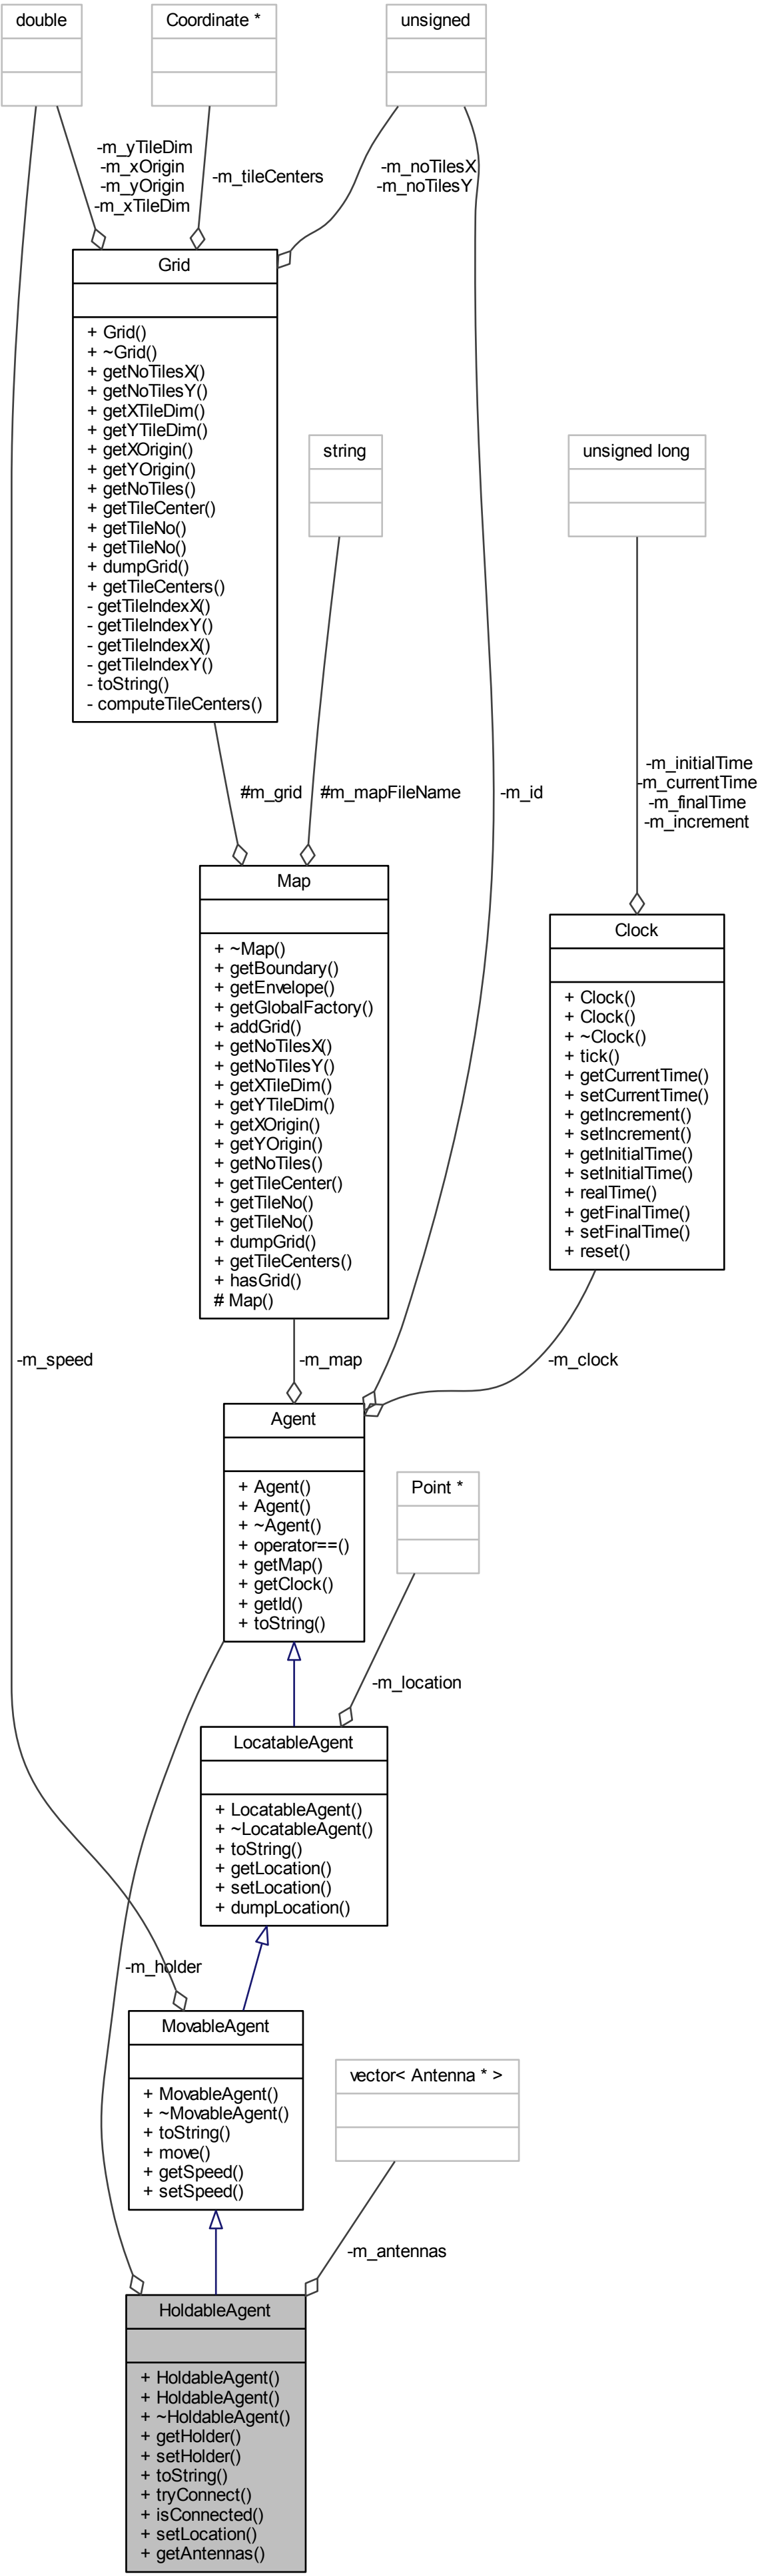 double
Coordinate *
unsigned
-m_yTileDim
-m_xOrigin
-m_yOrigin
-m_xTileDim
-m_tileCenters
-m_noTilesX
-m_noTilesY
Grid
+ Grid()
+ ~Grid()
+ getNoTilesX()
+ getNoTilesY()
+ getXTileDim()
+ getYTileDim()
+ getXOrigin()
+ getYOrigin()
+ getNoTiles()
+ getTileCenter()
+ getTileNo()
+ getTileNo()
+ dumpGrid()
+ getTileCenters()
- getTileIndexX()
- getTileIndexY()
- getTileIndexX()
- getTileIndexY()
- toString()
- computeTileCenters()
string
unsigned long
#m_grid
#m_mapFileName
-m_id
-m_initialTime
-m_currentTime
-m_finalTime
-m_increment
Map
+ ~Map()
+ getBoundary()
+ getEnvelope()
+ getGlobalFactory()
+ addGrid()
+ getNoTilesX()
+ getNoTilesY()
+ getXTileDim()
+ getYTileDim()
+ getXOrigin()
+ getYOrigin()
+ getNoTiles()
+ getTileCenter()
+ getTileNo()
+ getTileNo()
+ dumpGrid()
+ getTileCenters()
+ hasGrid()
# Map()
Clock
+ Clock()
+ Clock()
+ ~Clock()
+ tick()
+ getCurrentTime()
+ setCurrentTime()
+ getIncrement()
+ setIncrement()
+ getInitialTime()
+ setInitialTime()
+ realTime()
+ getFinalTime()
+ setFinalTime()
+ reset()
-m_speed
-m_map
-m_clock
Agent
+ Agent()
+ Agent()
+ ~Agent()
+ operator==()
+ getMap()
+ getClock()
+ getId()
+ toString()
Point *
-m_location
LocatableAgent
+ LocatableAgent()
+ ~LocatableAgent()
+ toString()
+ getLocation()
+ setLocation()
+ dumpLocation()
-m_holder
MovableAgent
+ MovableAgent()
+ ~MovableAgent()
+ toString()
+ move()
+ getSpeed()
+ setSpeed()
vector< Antenna * >
-m_antennas
HoldableAgent
+ HoldableAgent()
+ HoldableAgent()
+ ~HoldableAgent()
+ getHolder()
+ setHolder()
+ toString()
+ tryConnect()
+ isConnected()
+ setLocation()
+ getAntennas()